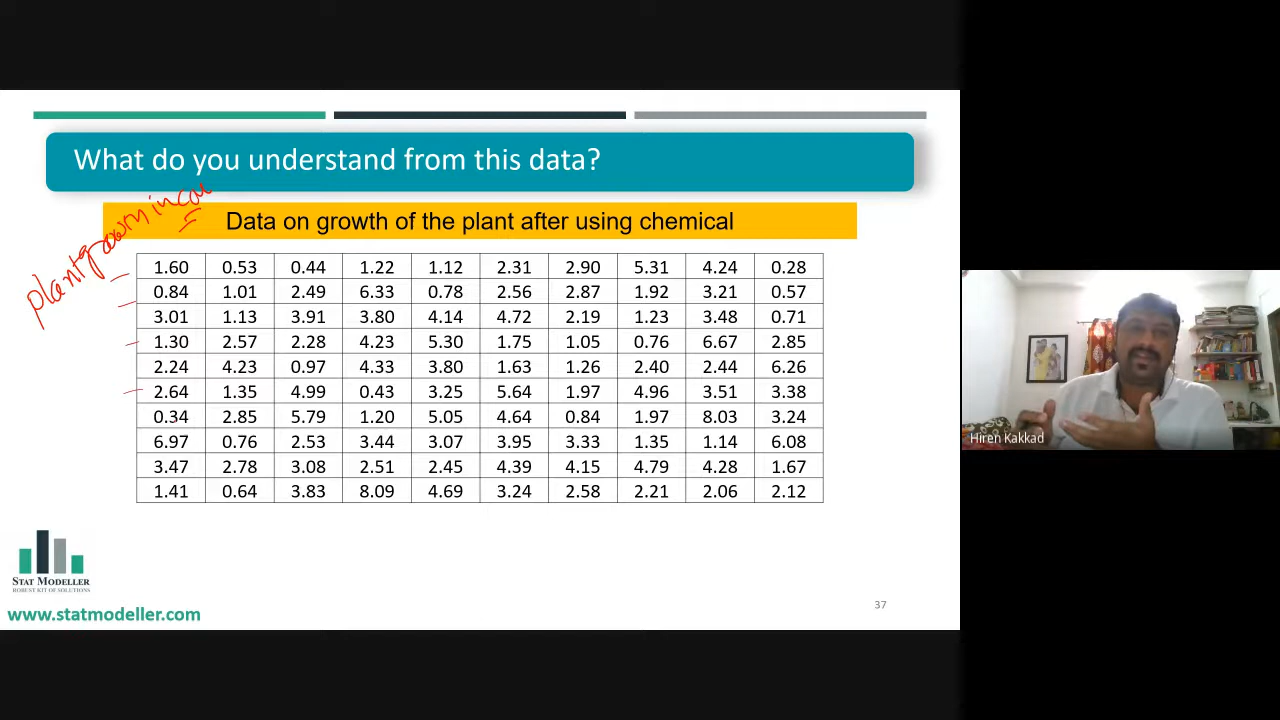 What do you understand from this data?
plant grown in
Data on growth of the plant after using chemical
1.60 0.53 0.44 1.22 1.12 2.31 2.90 5.31 4.24 0.28
0.84 1.01 2.49 6.33 0.78 2.56 2.87 1.92 3.21 0.57
3.01 1.13 3.91 3.80 4.14 4.72 2.19 1.23 3.48 0.71
1.30 2.57 2.28 4.23 5.30 1.75 1.05 0.76 6.67 2.85
2.24 4.23 0.97 4.33 3.80 1.63 1.26 2.40 2.44 6.26
2.64 1.35 4.99 0.43 3.25 5.64 1.97 4.96 3.51 3.38
0.34 2.85 5.79 1.20 5.05 4.64 0.84 1.97 8.03 3.24
6.97 0.76 2.53 3.44 3.07 3.95 3.33 1.35 1.14 6.08
3.47 2.78 3.08 2.51 2.45 4.39 4.15 4.79 4.28 1.67
1.41 0.64 3.83 8.09 4.69 3.24 2.58 2.21 2.06 2.12
Hiren Kakkad
STAT MODELLER
ROBUST KIT OF SOLUTIONS
www.statmodeller.com
37